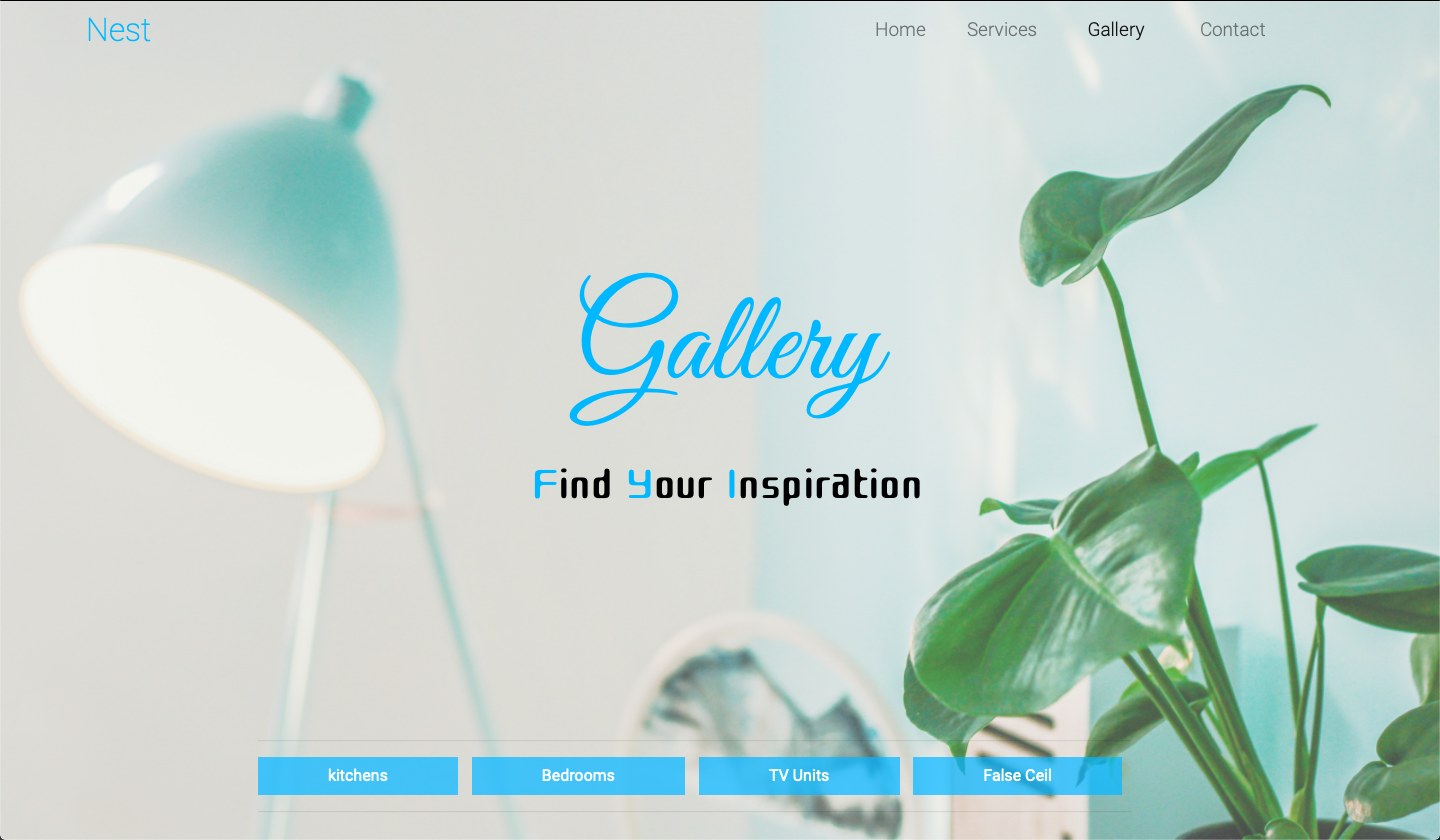 Nest Home Services Gallery Contact
Gallery
Find Your Inspiration
kitchens Bedrooms TV Units False Ceil